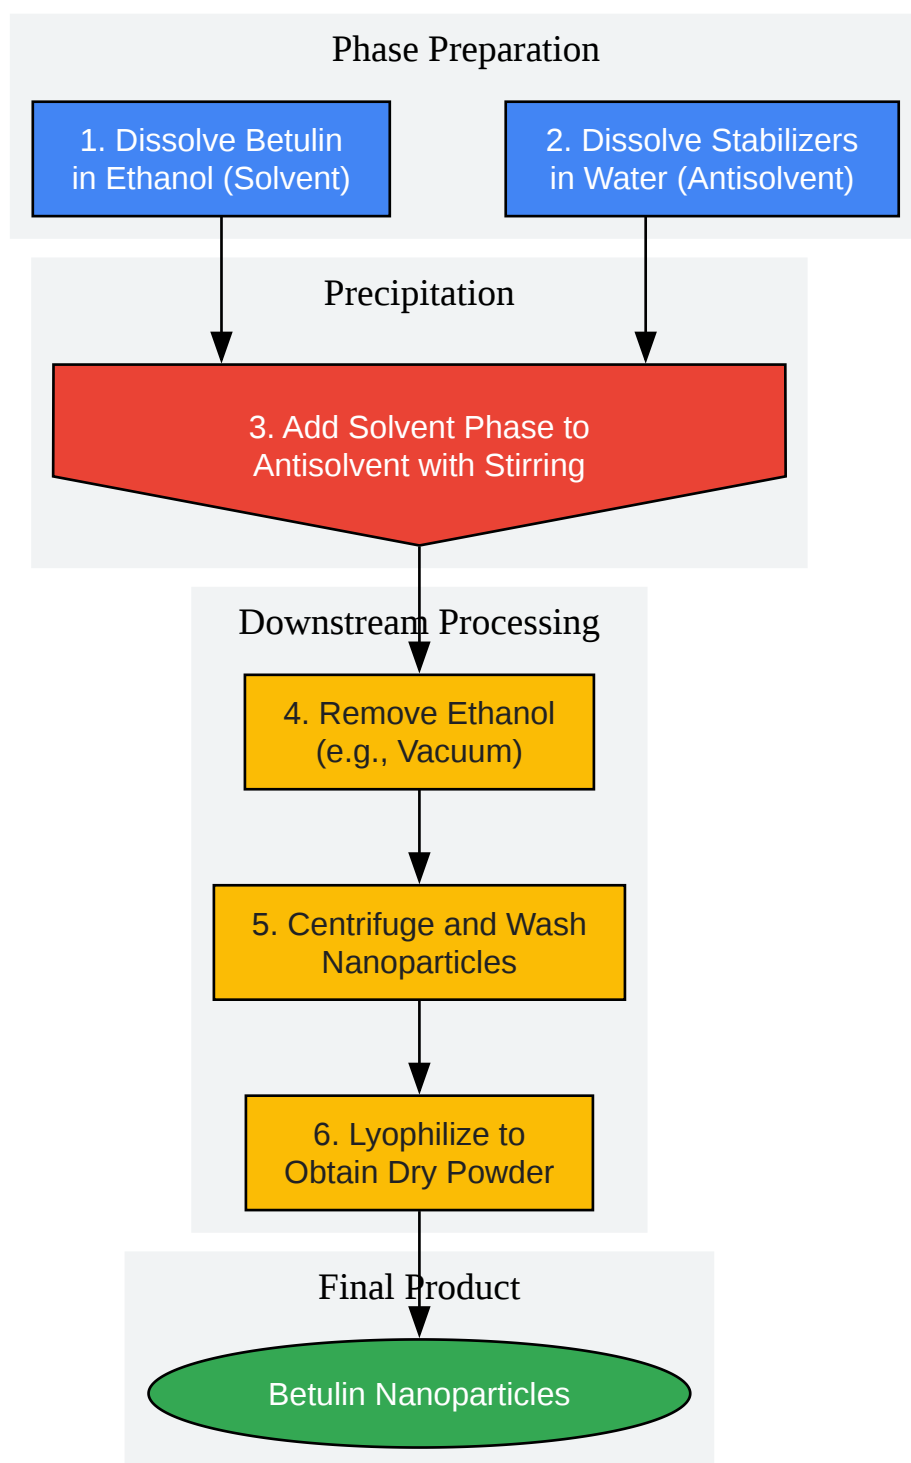 Phase Preparation
1. Dissolve Betulin
in Ethanol (Solvent)
2. Dissolve Stabilizers
in Water (Antisolvent)
Precipitation
3. Add Solvent Phase to
Antisolvent with Stirring
Downstream Processing
4. Remove Ethanol
(e.g., Vacuum)
5. Centrifuge and Wash
Nanoparticles
6. Lyophilize to
Obtain Dry Powder
Final Product
Betulin Nanoparticles